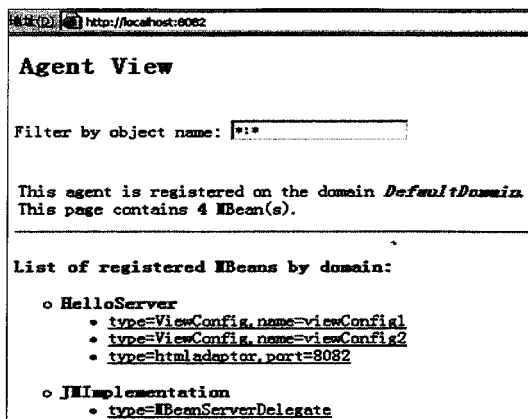 http://localhost:8082
Agent View
Filter by object name: *:*
This agent is registered on the domain DefaultDomain.
This page contains 4 MBean(s).
List of registered MBeans by domain:
HelloServer
type=ViewConfig,name=viewConfig1
type=ViewConfig,name=viewConfig2
type=htmladaptor,port=8082
JMImplementation
type=MBeanServerDelegate